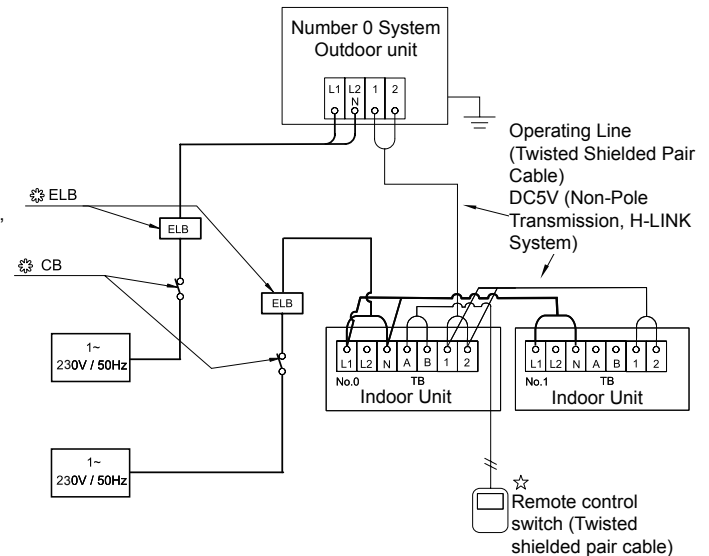 Number 0 System
Outdoor unit
L1 L2 1 2
N
Operating Line
(Twisted Shielded Pair
Cable)
DC5V (Non-Pole
Transmission, H-LINK
System)
ELB
,
ELB
CB
ELB
1~
230V / 50Hz
L1 L2 N A B 1 2
No.0 TB
Indoor Unit
L1 L2 N A B 1 2
No.1 TB
Indoor Unit
1~
230V / 50Hz
Remote control
switch (Twisted
shielded pair cable)